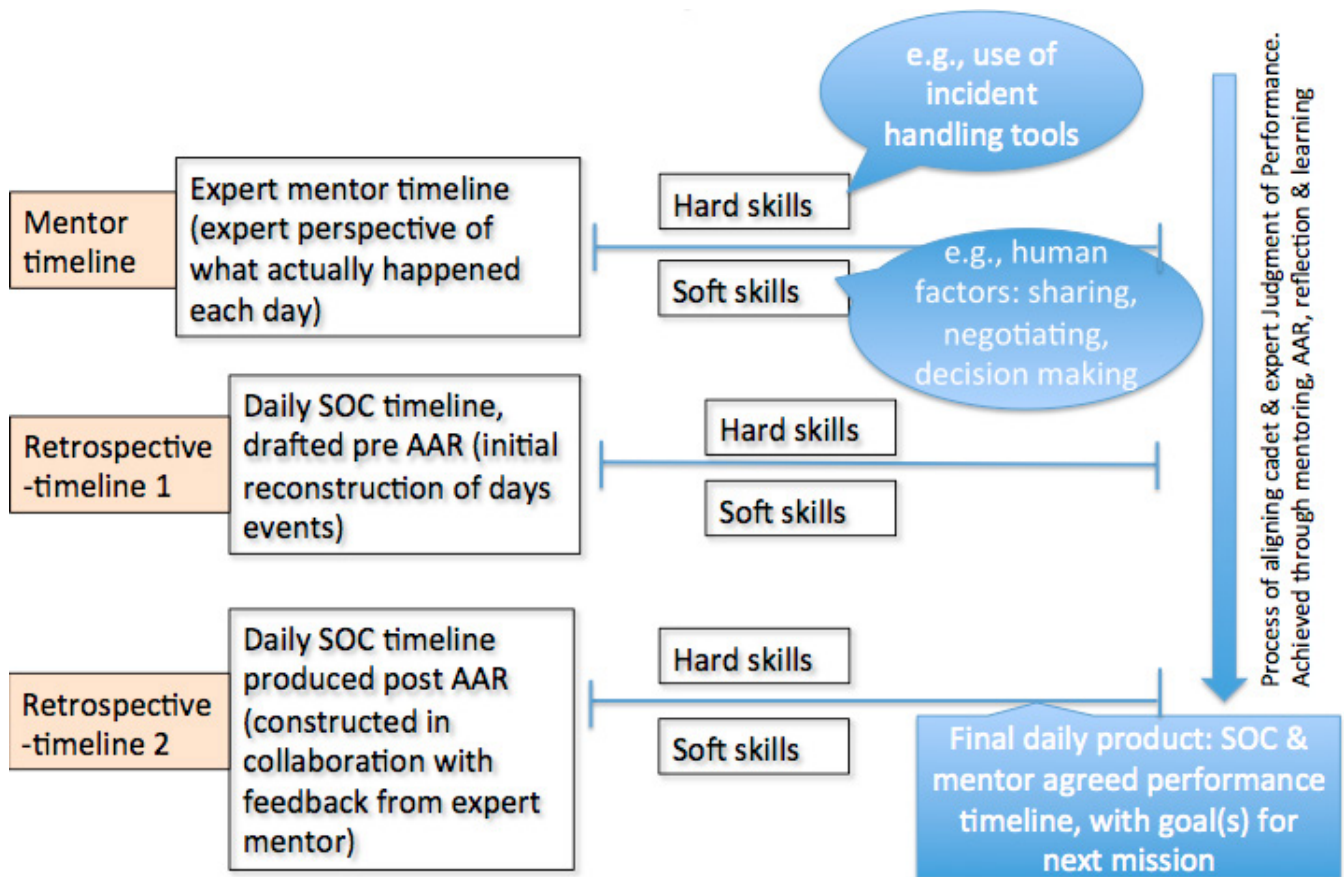 e.g., use of
incident
handling tools
Mentor
timeline
Expert mentor timeline
(expert perspective of
what actually happened
each day)
Hard skills
Soft skills
e.g., human
factors: sharing,
negotiating,
decision making
Retrospective
-timeline 1
Daily SOC timeline,
drafted pre AAR (initial
reconstruction of days
events)
Hard skills
Soft skills
Retrospective
-timeline 2
Daily SOC timeline
produced post AAR
(constructed in
collaboration with
feedback from expert
mentor)
Hard skills
Soft skills
Final daily product: SOC &
mentor agreed performance
timeline, with goal(s) for
next mission
Process of aligning cadet & expert Judgment of Performance.
Achieved through mentoring, AAR, reflection & learning